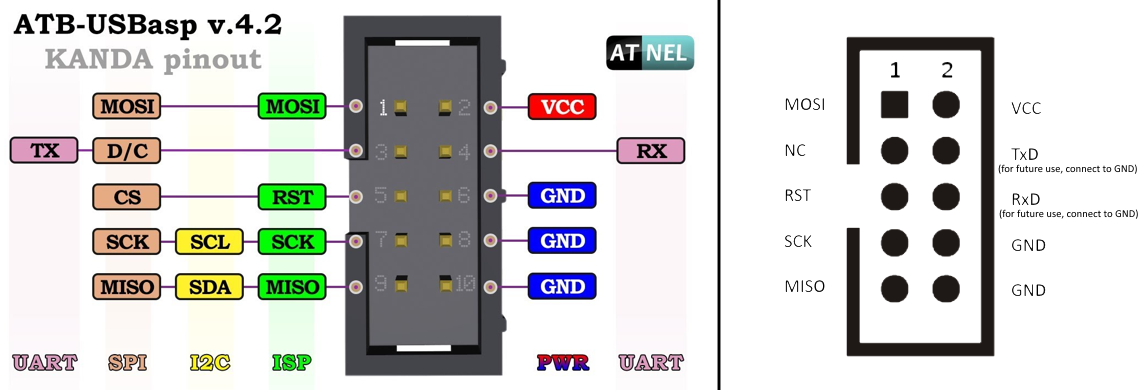 ATB-USBasp v.4.2
KANDA pinout
AT NEL
MOSI MOSI 1 2 VCC
TX D/C 3 4 RX
CS RST 5 6 GND
SCK SCL SCK 7 8 GND
MISO SDA MISO 9 10 GND
UART SPI I2C ISP PWR UART
1 2
MOSI VCC
NC TxD
(for future use, connect to GND)
RST RxD
(for future use, connect to GND)
SCK GND
MISO GND